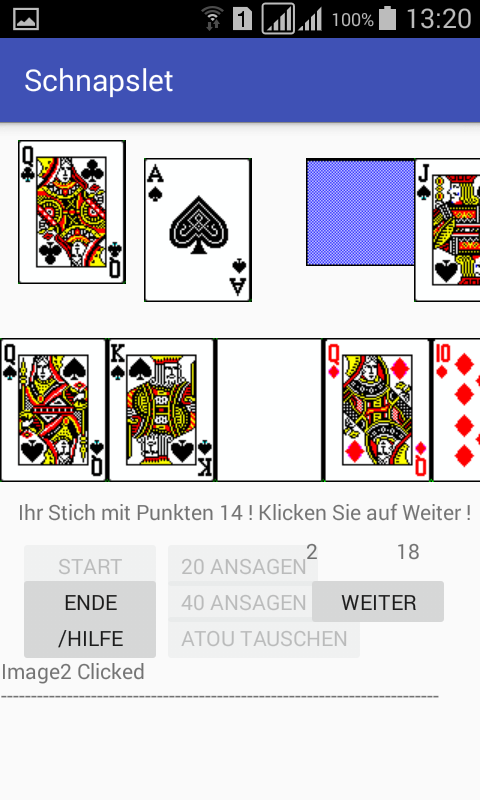 1 100% 13:20
Schnapslet
Q Q A A J
Q Q K K Q Q 10
Ihr Stich mit Punkten 14 ! Klicken Sie auf Weiter !
2 18
START 20 ANSAGEN
ENDE 40 ANSAGEN WEITER
/HILFE ATOU TAUSCHEN
Image2 Clicked